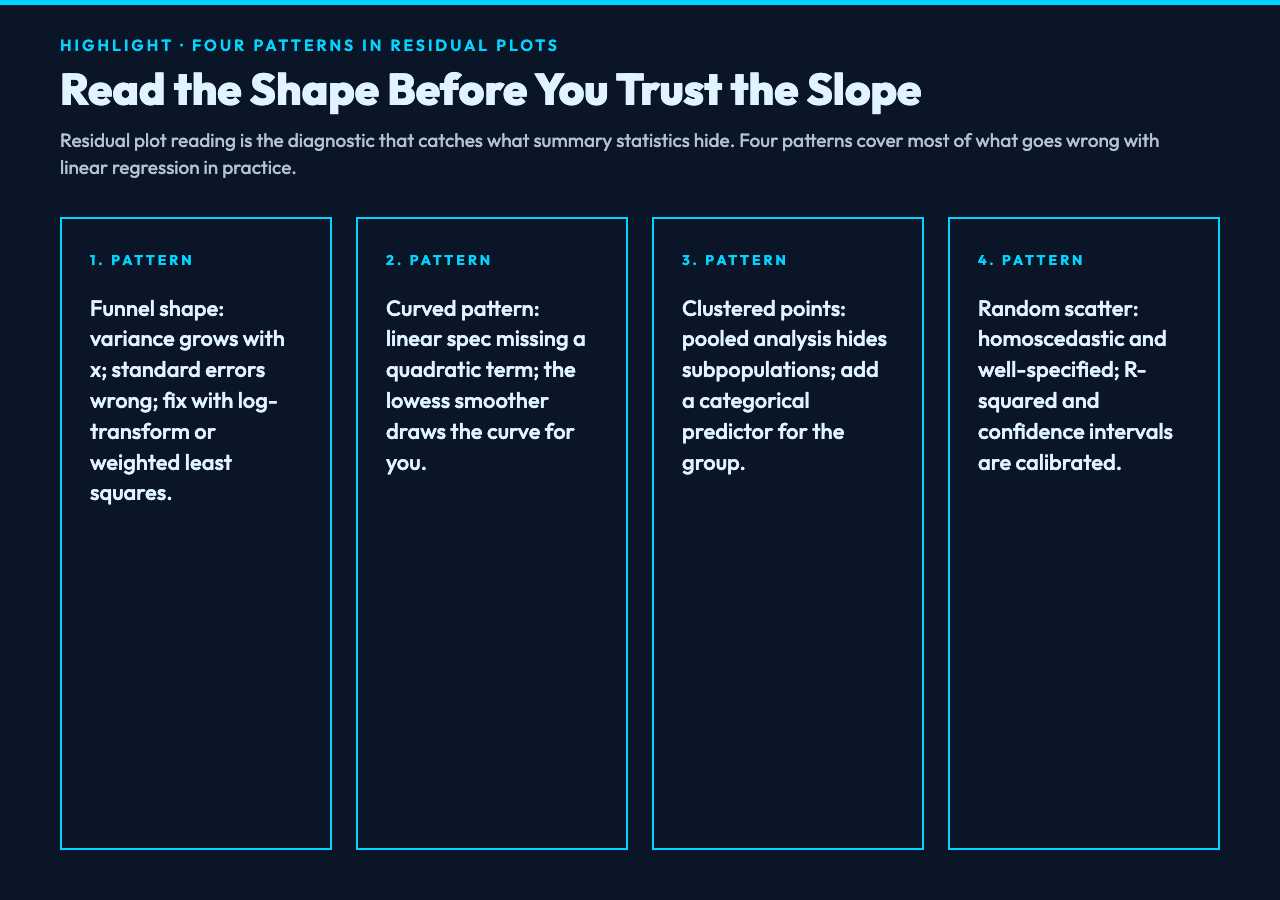 HIGHLIGHT · FOUR PATTERNS IN RESIDUAL PLOTS
Read the Shape Before You Trust the Slope
Residual plot reading is the diagnostic that catches what summary statistics hide. Four patterns cover most of what goes wrong with
linear regression in practice.
1. PATTERN
Funnel shape:
variance grows with
x; standard errors
wrong; fix with log-
transform or
weighted least
squares.
2. PATTERN
Curved pattern:
linear spec missing a
quadratic term; the
lowess smoother
draws the curve for
you.
3. PATTERN
Clustered points:
pooled analysis hides
subpopulations; add
a categorical
predictor for the
group.
4. PATTERN
Random scatter:
homoscedastic and
well-specified; R-
squared and
confidence intervals
are calibrated.